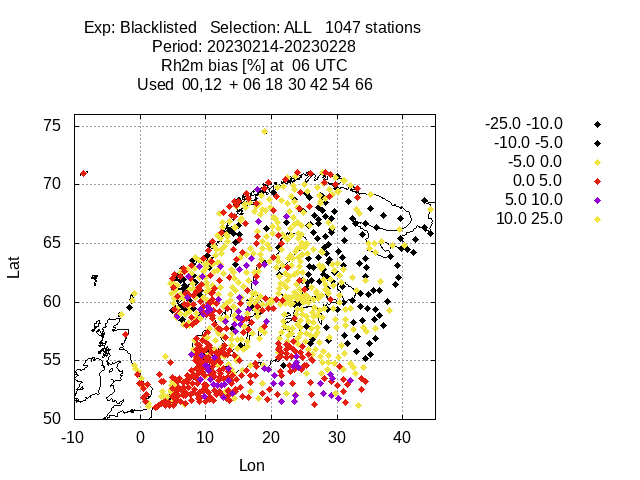 Exp: Blacklisted   Selection: ALL   1047 stations
Period: 20230214-20230228
Rh2m bias [%] at  06 UTC
Used  00,12  + 06 18 30 42 54 66
-25.0 -10.0
-10.0 -5.0
-5.0 0.0
0.0 5.0
5.0 10.0
10.0 25.0
75
70
65
60
55
50
Lat
-10 0 10 20 30 40
Lon